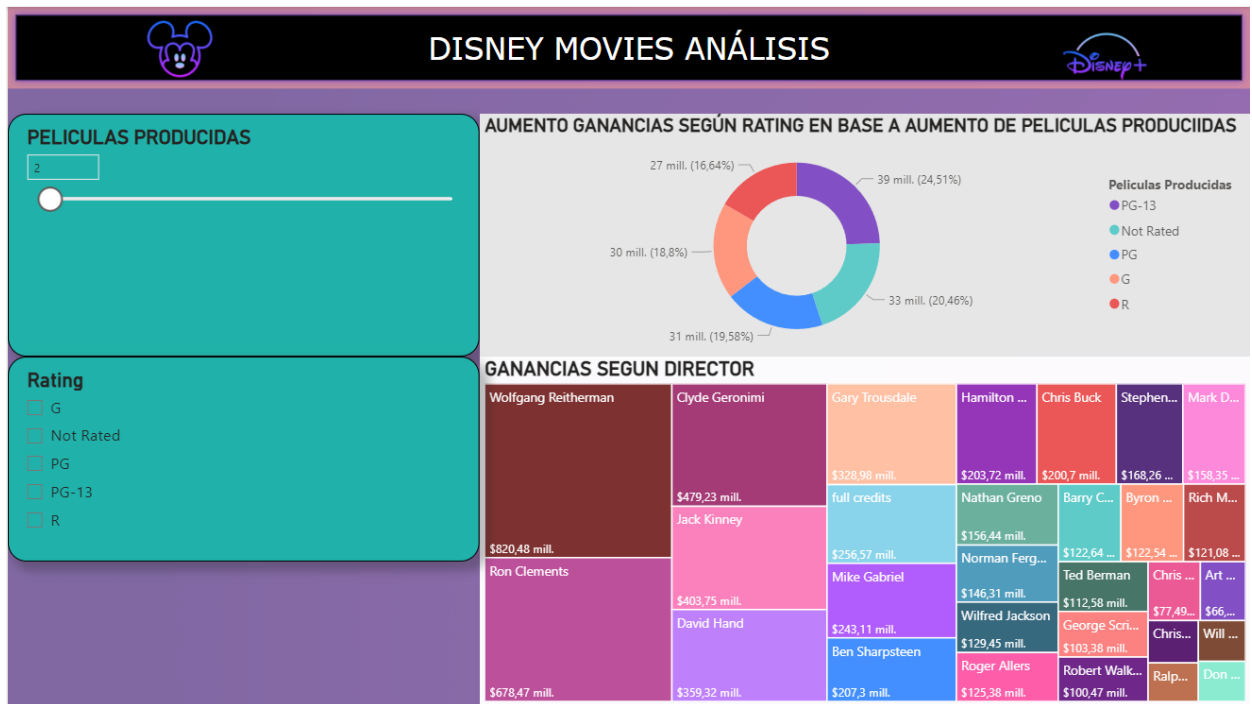 DISNEY MOVIES ANÁLISIS
Disney+
PELICULAS PRODUCIDAS
2
Rating
G
Not Rated
PG
PG-13
R
AUMENTO GANANCIAS SEGÚN RATING EN BASE A AUMENTO DE PELICULAS PRODUCIIDAS
27 mill. (16,64%)
39 mill. (24,51%)
30 mill. (18,8%)
33 mill. (20,46%)
31 mill. (19,58%)
Peliculas Producidas
PG-13
Not Rated
PG
G
R
GANANCIAS SEGUN DIRECTOR
Wolfgang Reitherman
$820,48 mill.
Ron Clements
$678,47 mill.
Clyde Geronimi
$479,23 mill.
Jack Kinney
$403,75 mill.
David Hand
$359,32 mill.
Gary Trousdale
$328,98 mill.
full credits
$256,57 mill.
Mike Gabriel
$243,11 mill.
Ben Sharpsteen
$207,3 mill.
Hamilton ...
$203,72 mill.
Chris Buck
$200,7 mill.
Stephen...
$168,26 ...
Mark D...
$158,35 ...
Nathan Greno
$156,44 mill.
Norman Ferg...
$146,31 mill.
Wilfred Jackson
$129,45 mill.
Roger Allers
$125,38 mill.
Barry C...
$122,64 ...
Byron ...
$122,54 ...
Rich M...
$121,08 ...
Ted Berman
$112,58 mill.
George Scri...
$103,38 mill.
Robert Walk...
$100,47 mill.
Chris ...
$77,49...
Art ...
$66,...
Chris...
Will ...
Ralp...
Don ...